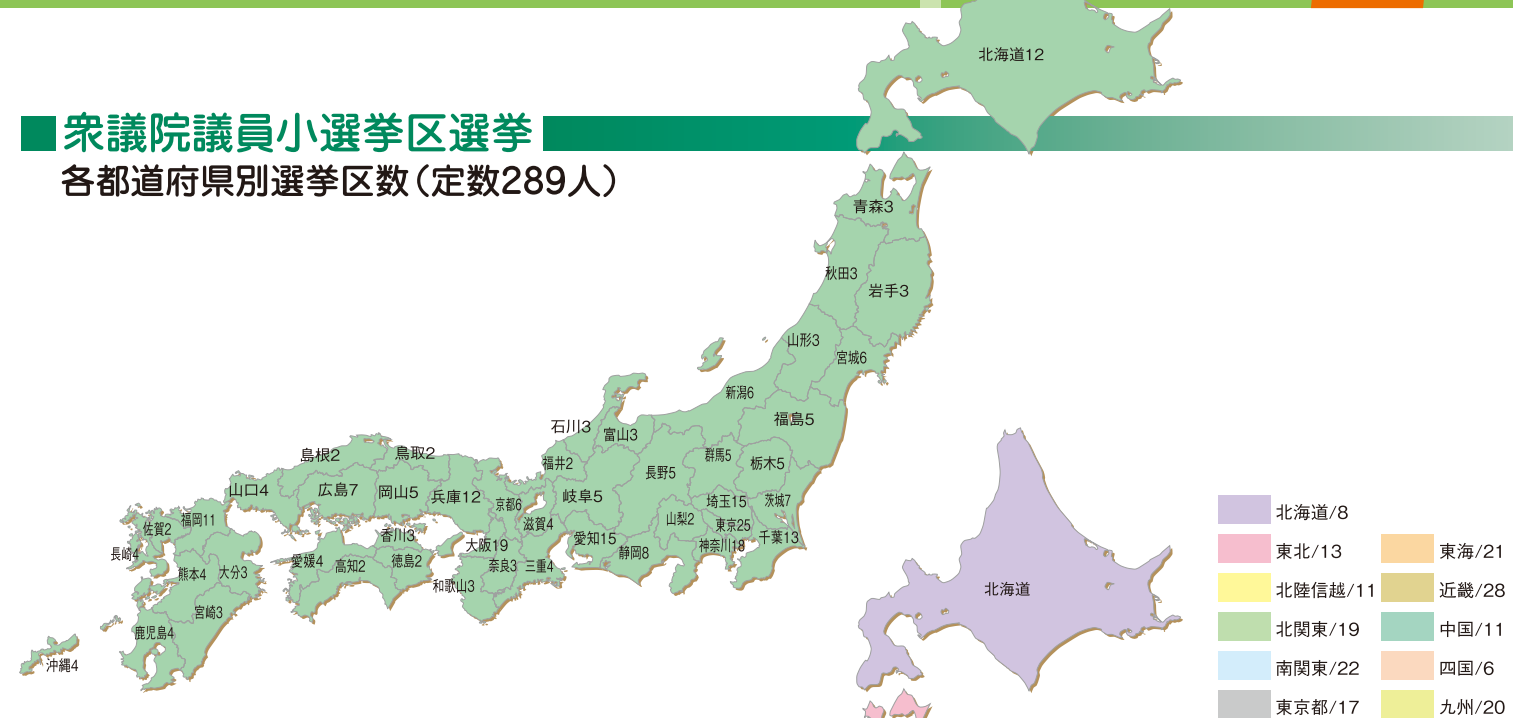 北海道12
衆議院議員小選挙区選挙
各都道府県別選挙区数（定数289人）
青森3
秋田3
岩手3
山形3
宮城6
新潟6
福島5
石川3
富山3
島根2
鳥取2
福井2
長野5
群馬5
栃木5
山口4
広島7
岡山5
兵庫12
京都6
岐阜5
埼玉15
茨城7
佐賀2
福岡11
香川3
滋賀4
山梨2
東京25
長崎4
大阪19
愛知15
静岡8
神奈川18
千葉13
熊本4
大分3
愛媛4
高知2
徳島2
奈良3
三重4
和歌山3
宮崎3
鹿児島4
沖縄4
北海道
北海道/8
東北/13
東海/21
北陸信越/11
近畿/28
北関東/19
中国/11
南関東/22
四国/6
東京都/17
九州/20